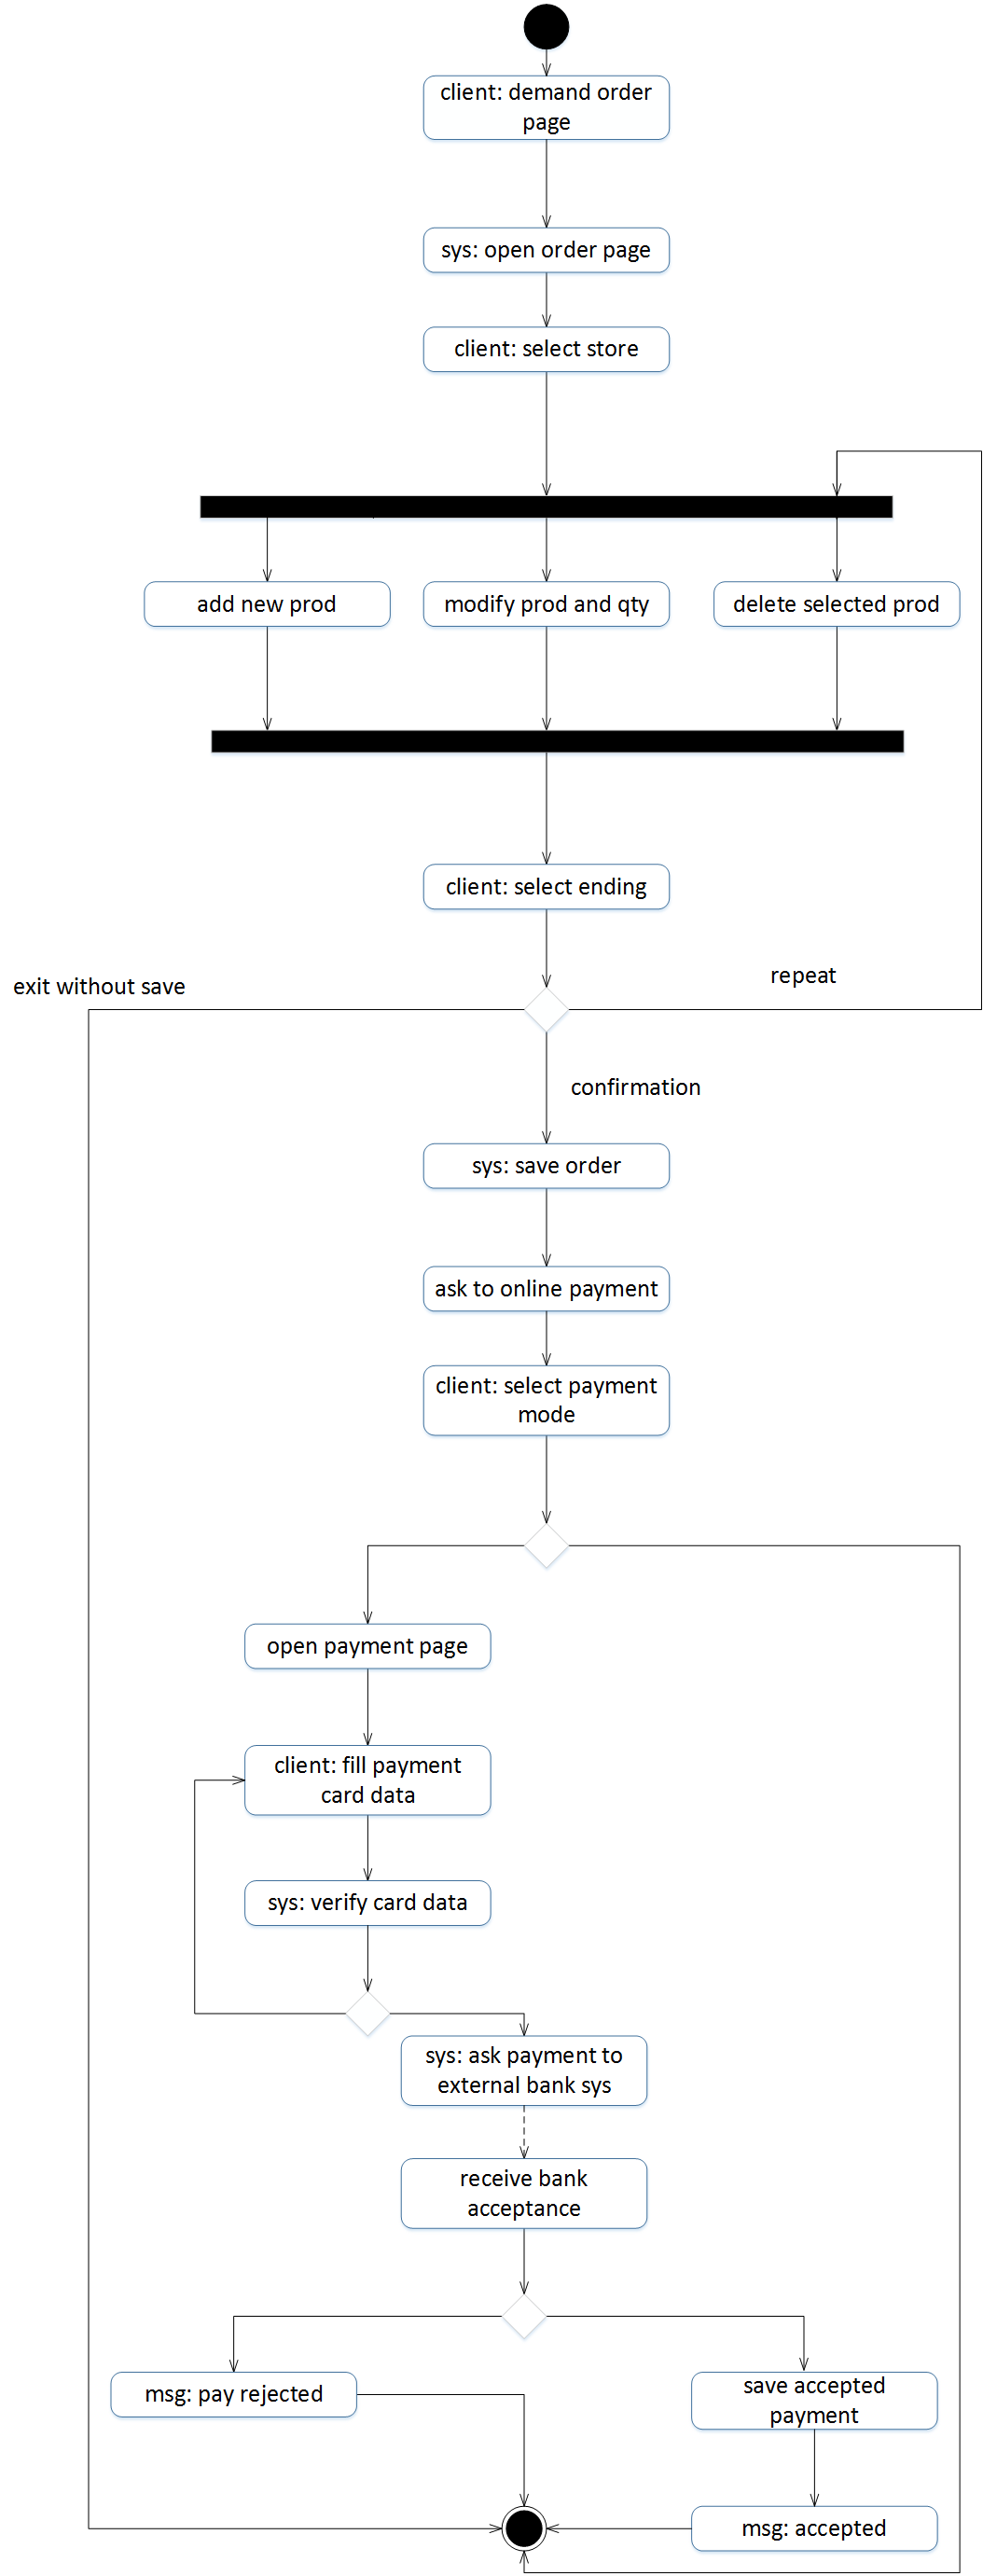 client: demand order
page
sys: open order page
client: select store
add new prod
modify prod and qty
delete selected prod
client: select ending
exit without save
repeat
confirmation
sys: save order
ask to online payment
client: select payment
mode
open payment page
client: fill payment
card data
sys: verify card data
sys: ask payment to
external bank sys
receive bank
acceptance
msg: pay rejected
save accepted
payment
msg: accepted